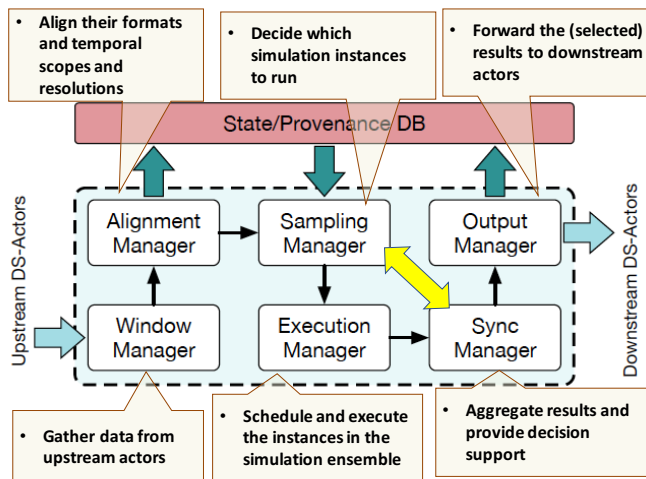 • Align their formats
and temporal
scopes and
resolutions
• Decide which
simulation instances
to run
• Forward the (selected)
results to downstream
actors
State/Provenance DB
Upstream DS-Actors
Alignment
Manager
Sampling
Manager
Output
Manager
Downstream DS-Actors
Window
Manager
Execution
Manager
Sync
Manager
• Gather data from
upstream actors
• Schedule and execute
the instances in the
simulation ensemble
• Aggregate results and
provide decision
support